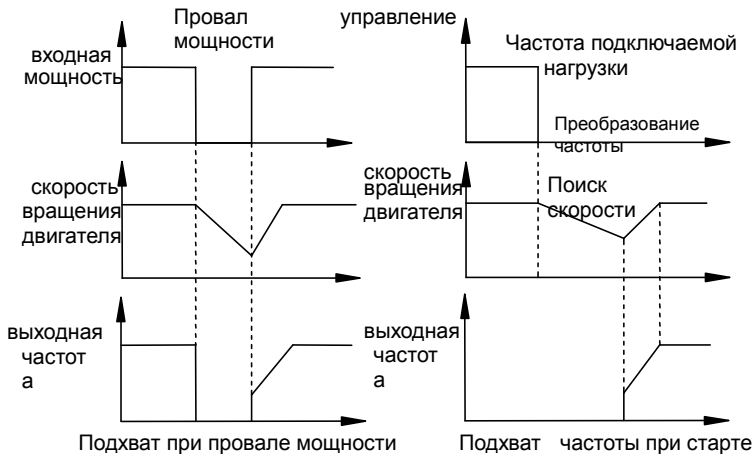 Провал
мощности
входная
мощность
скорость
вращения
двигателя
выходная
частот
а
Подхват при провале мощности
управление
Частота подключаемой
нагрузки
Преобразование
частоты
скорость
вращения
двигателя
Поиск
скорости
выходная
частот
а
Подхват частоты при старте